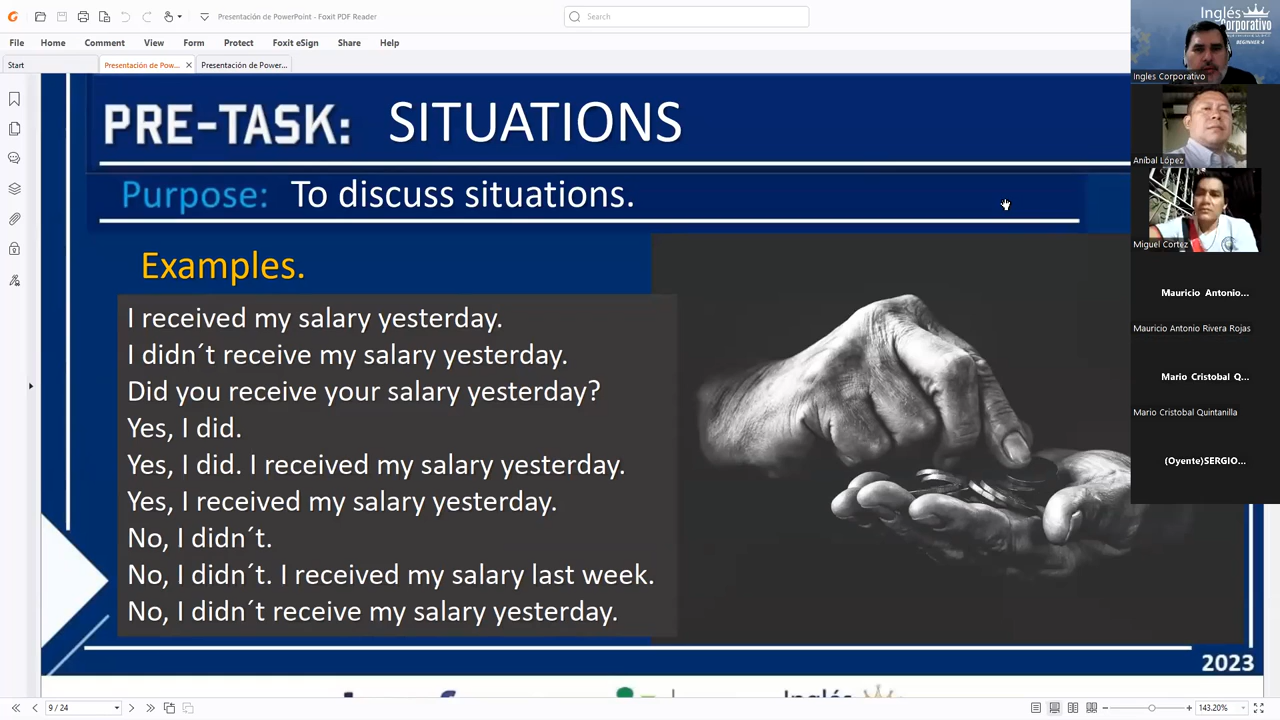 Presentación de PowerPoint - Foxit PDF Reader
Search
File Home Comment View Form Protect Foxit eSign Share Help
Start
Presentación de Pow...
Presentación de Power...
PRE-TASK: SITUATIONS
Purpose: To discuss situations.
Examples.
I received my salary yesterday.
I didn´t receive my salary yesterday.
Did you receive your salary yesterday?
Yes, I did.
Yes, I did. I received my salary yesterday.
Yes, I received my salary yesterday.
No, I didn´t.
No, I didn´t. I received my salary last week.
No, I didn´t receive my salary yesterday.
2023
Inglés
9 / 24
143.20%
Inglés
Corporativo
BEGINNER 4
Ingles Corporativo
Aníbal López
Miguel Cortez
Mauricio Antonio...
Mauricio Antonio Rivera Rojas
Mario Cristobal Q...
Mario Cristobal Quintanilla
(Oyente)SERGIO...